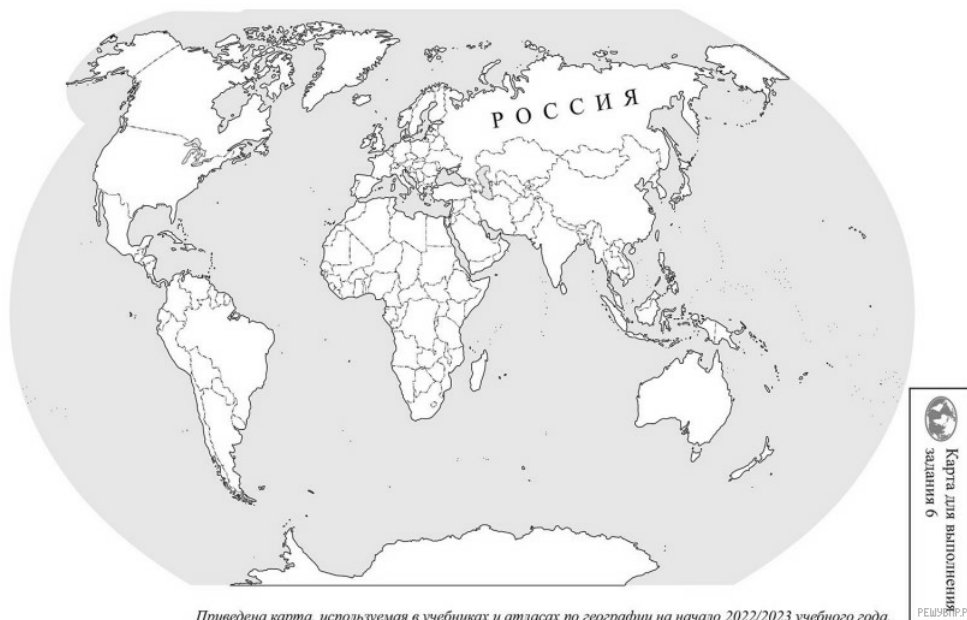 РОССИЯ
Карта для выполнения
задания 6
Приведена карта, используемая в учебниках и атласах по географии на начало 2022/2023 учебного года.
РЕШУВПР.Р